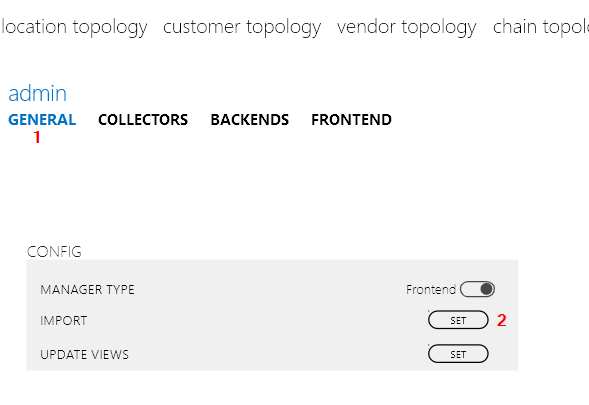 location topology customer topology vendor topology chain topol
admin
GENERAL COLLECTORS BACKENDS FRONTEND
1
CONFIG
MANAGER TYPE Frontend
IMPORT SET 2
UPDATE VIEWS SET